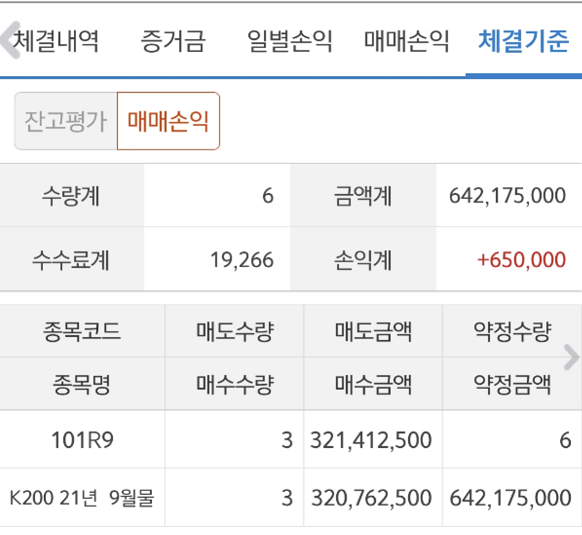 체결내역 증거금 일별손익 매매손익 체결기준
잔고평가 매매손익
수량계 6 금액계 642,175,000
수수료계 19,266 손익계 +650,000
종목코드 매도수량 매도금액 약정수량
종목명 매수수량 매수금액 약정금액
101R9 3 321,412,500 6
K200 21년 9월물 3 320,762,500 642,175,000